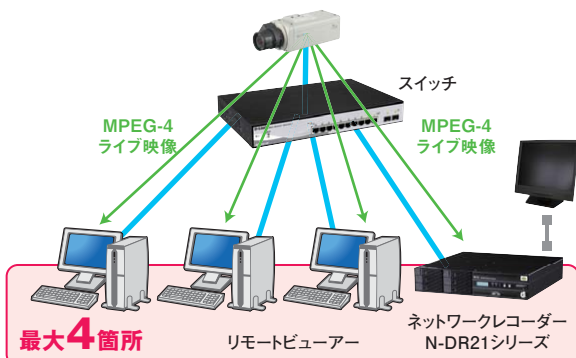 スイッチ
MPEG-4
ライブ映像
MPEG-4
ライブ映像
最大4箇所
リモートビューアー
ネットワークレコーダー
N-DR21シリーズ